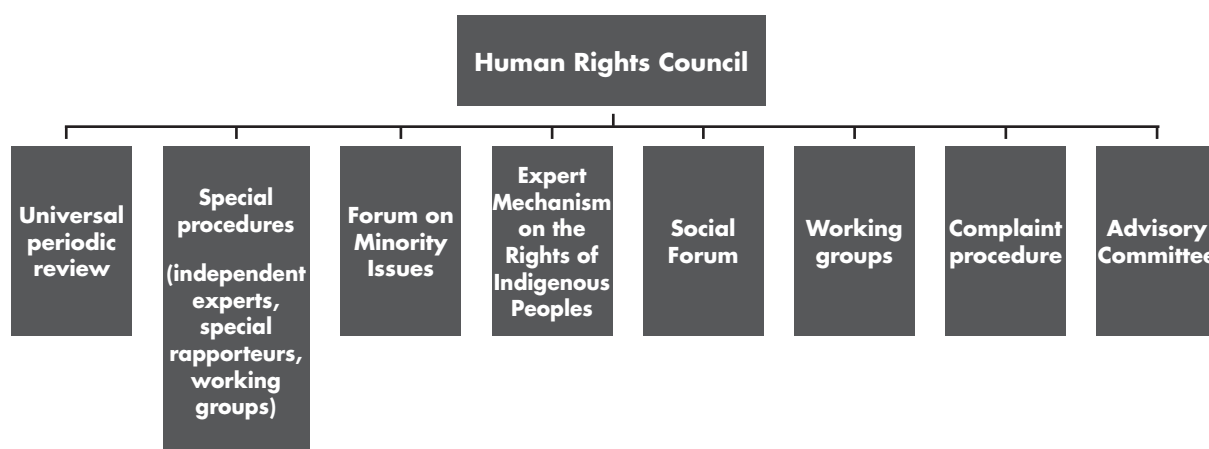 Human Rights Council
Universal
periodic
review
Special
procedures
(independent
experts,
special
rapporteurs,
working
groups)
Forum on
Minority
Issues
Expert
Mechanism
on the
Rights of
Indigenous
Peoples
Social
Forum
Working
groups
Complaint
procedure
Advisory
Committee